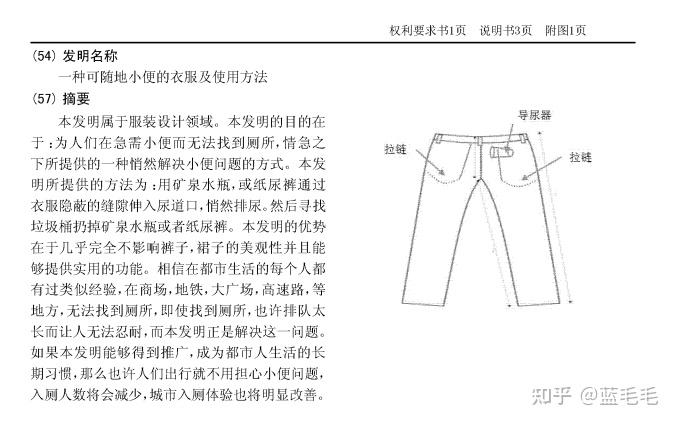 权利要求书1页 说明书3页 附图1页
(54) 发明名称
一种可随地小便的衣服及使用方法
(57) 摘要
本发明属于服装设计领域。本发明的目的在
于:为人们在急需小便而无法找到厕所,情急之
下所提供的一种悄然解决小便问题的方式。本发
明所提供的方法为:用矿泉水瓶,或纸尿裤通过
衣服隐蔽的缝隙伸入尿道口,悄然排尿。然后寻找
垃圾桶扔掉矿泉水瓶或者纸尿裤。本发明的优势
在于几乎完全不影响裤子,裙子的美观性并且能
够提供实用的功能。相信在都市生活的每个人都
有过类似经验,在商场,地铁,大广场,高速路,等
地方,无法找到厕所,即使找到厕所,也许排队太
长而让人无法忍耐,而本发明正是解决这一问题。
如果本发明能够得到推广,成为都市人生活的长
期习惯,那么也许人们出行就不用担心小便问题,
入厕人数将会减少,城市入厕体验也将明显改善。
导尿器
拉链
拉链
知乎 @蓝毛毛